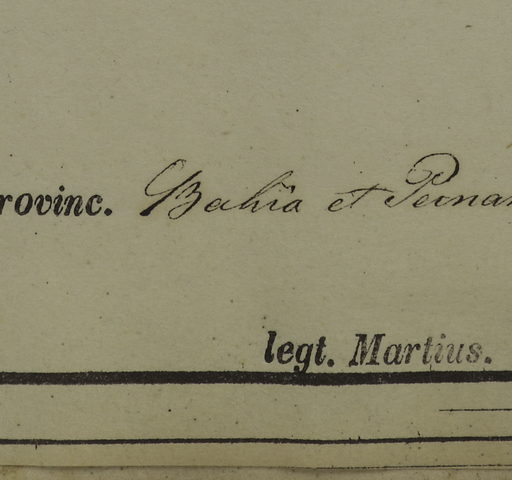 rovinc. Bahia et Pernam
legt. Martius.